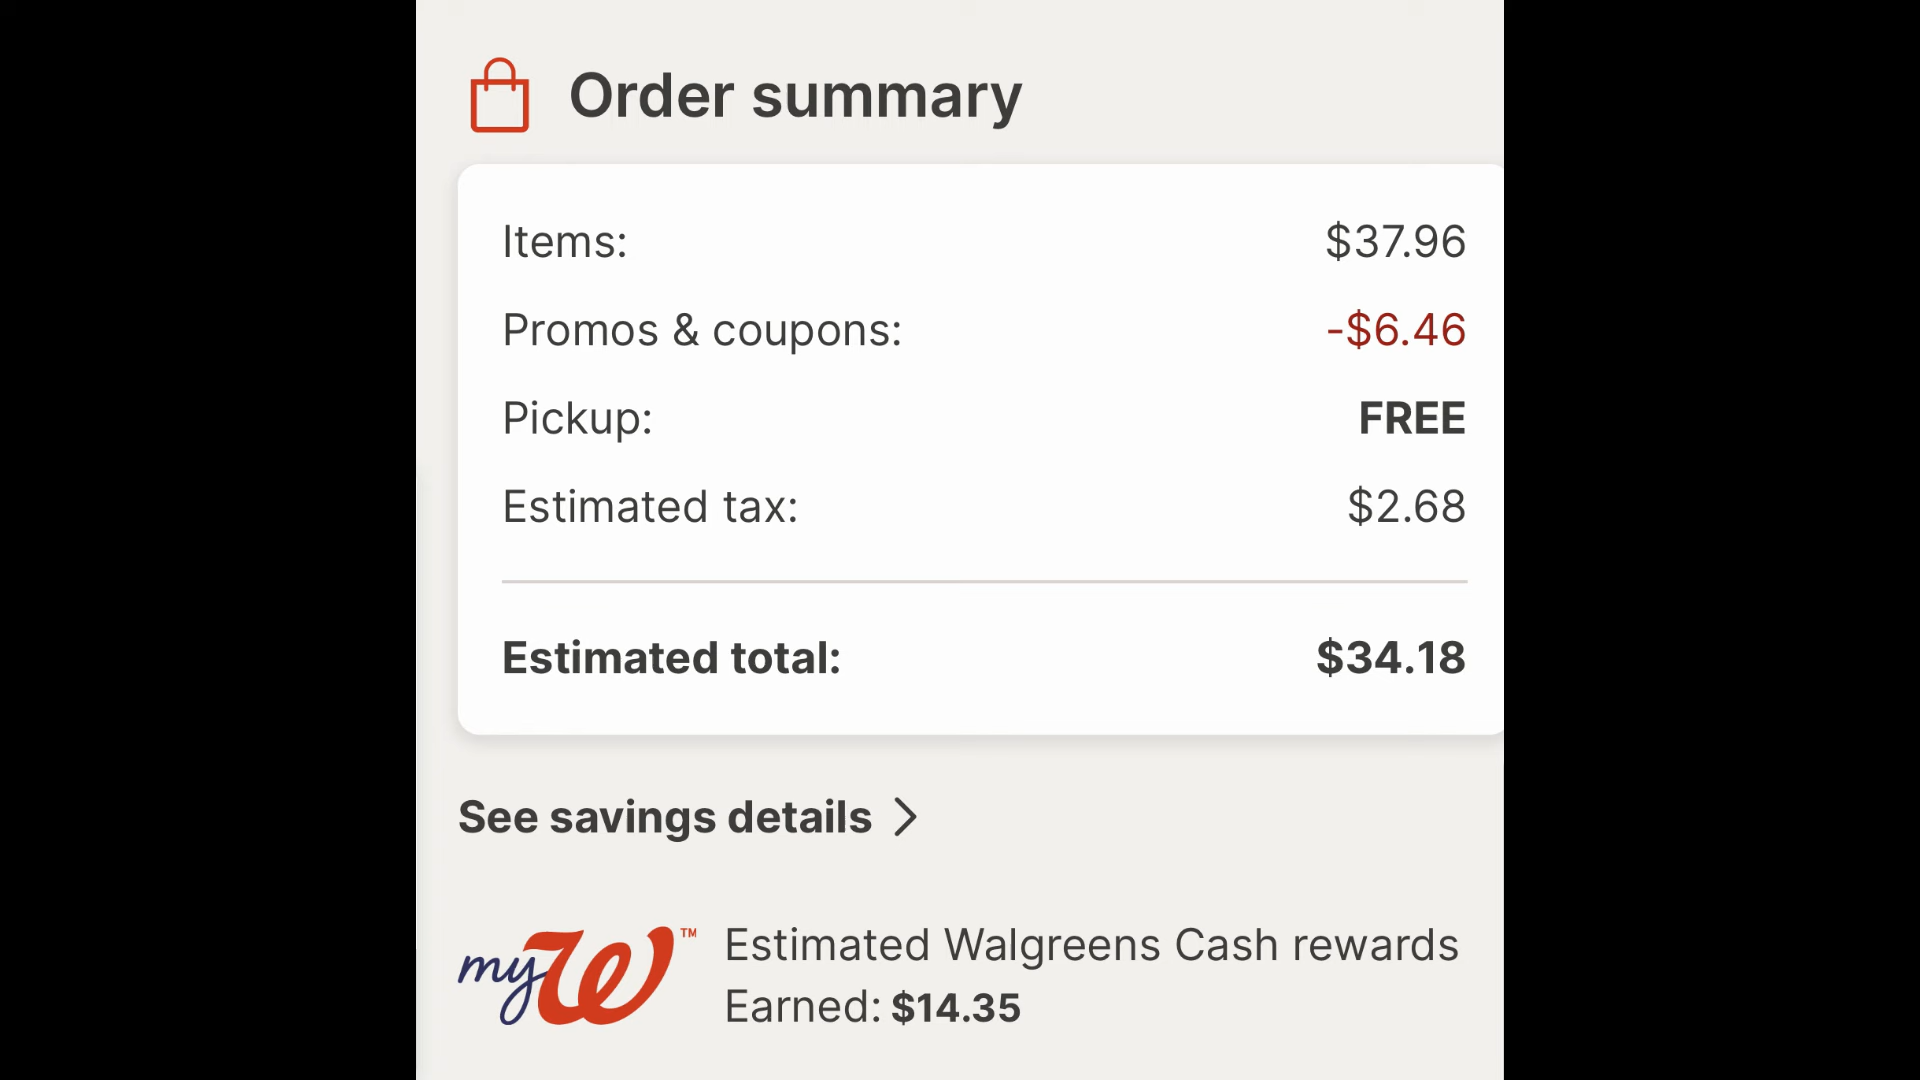 Order summary
Items: $37.96
Promos & coupons: -$6.46
Pickup: FREE
Estimated tax: $2.68
Estimated total: $34.18
See savings details
myW™ Estimated Walgreens Cash rewards
Earned: $14.35